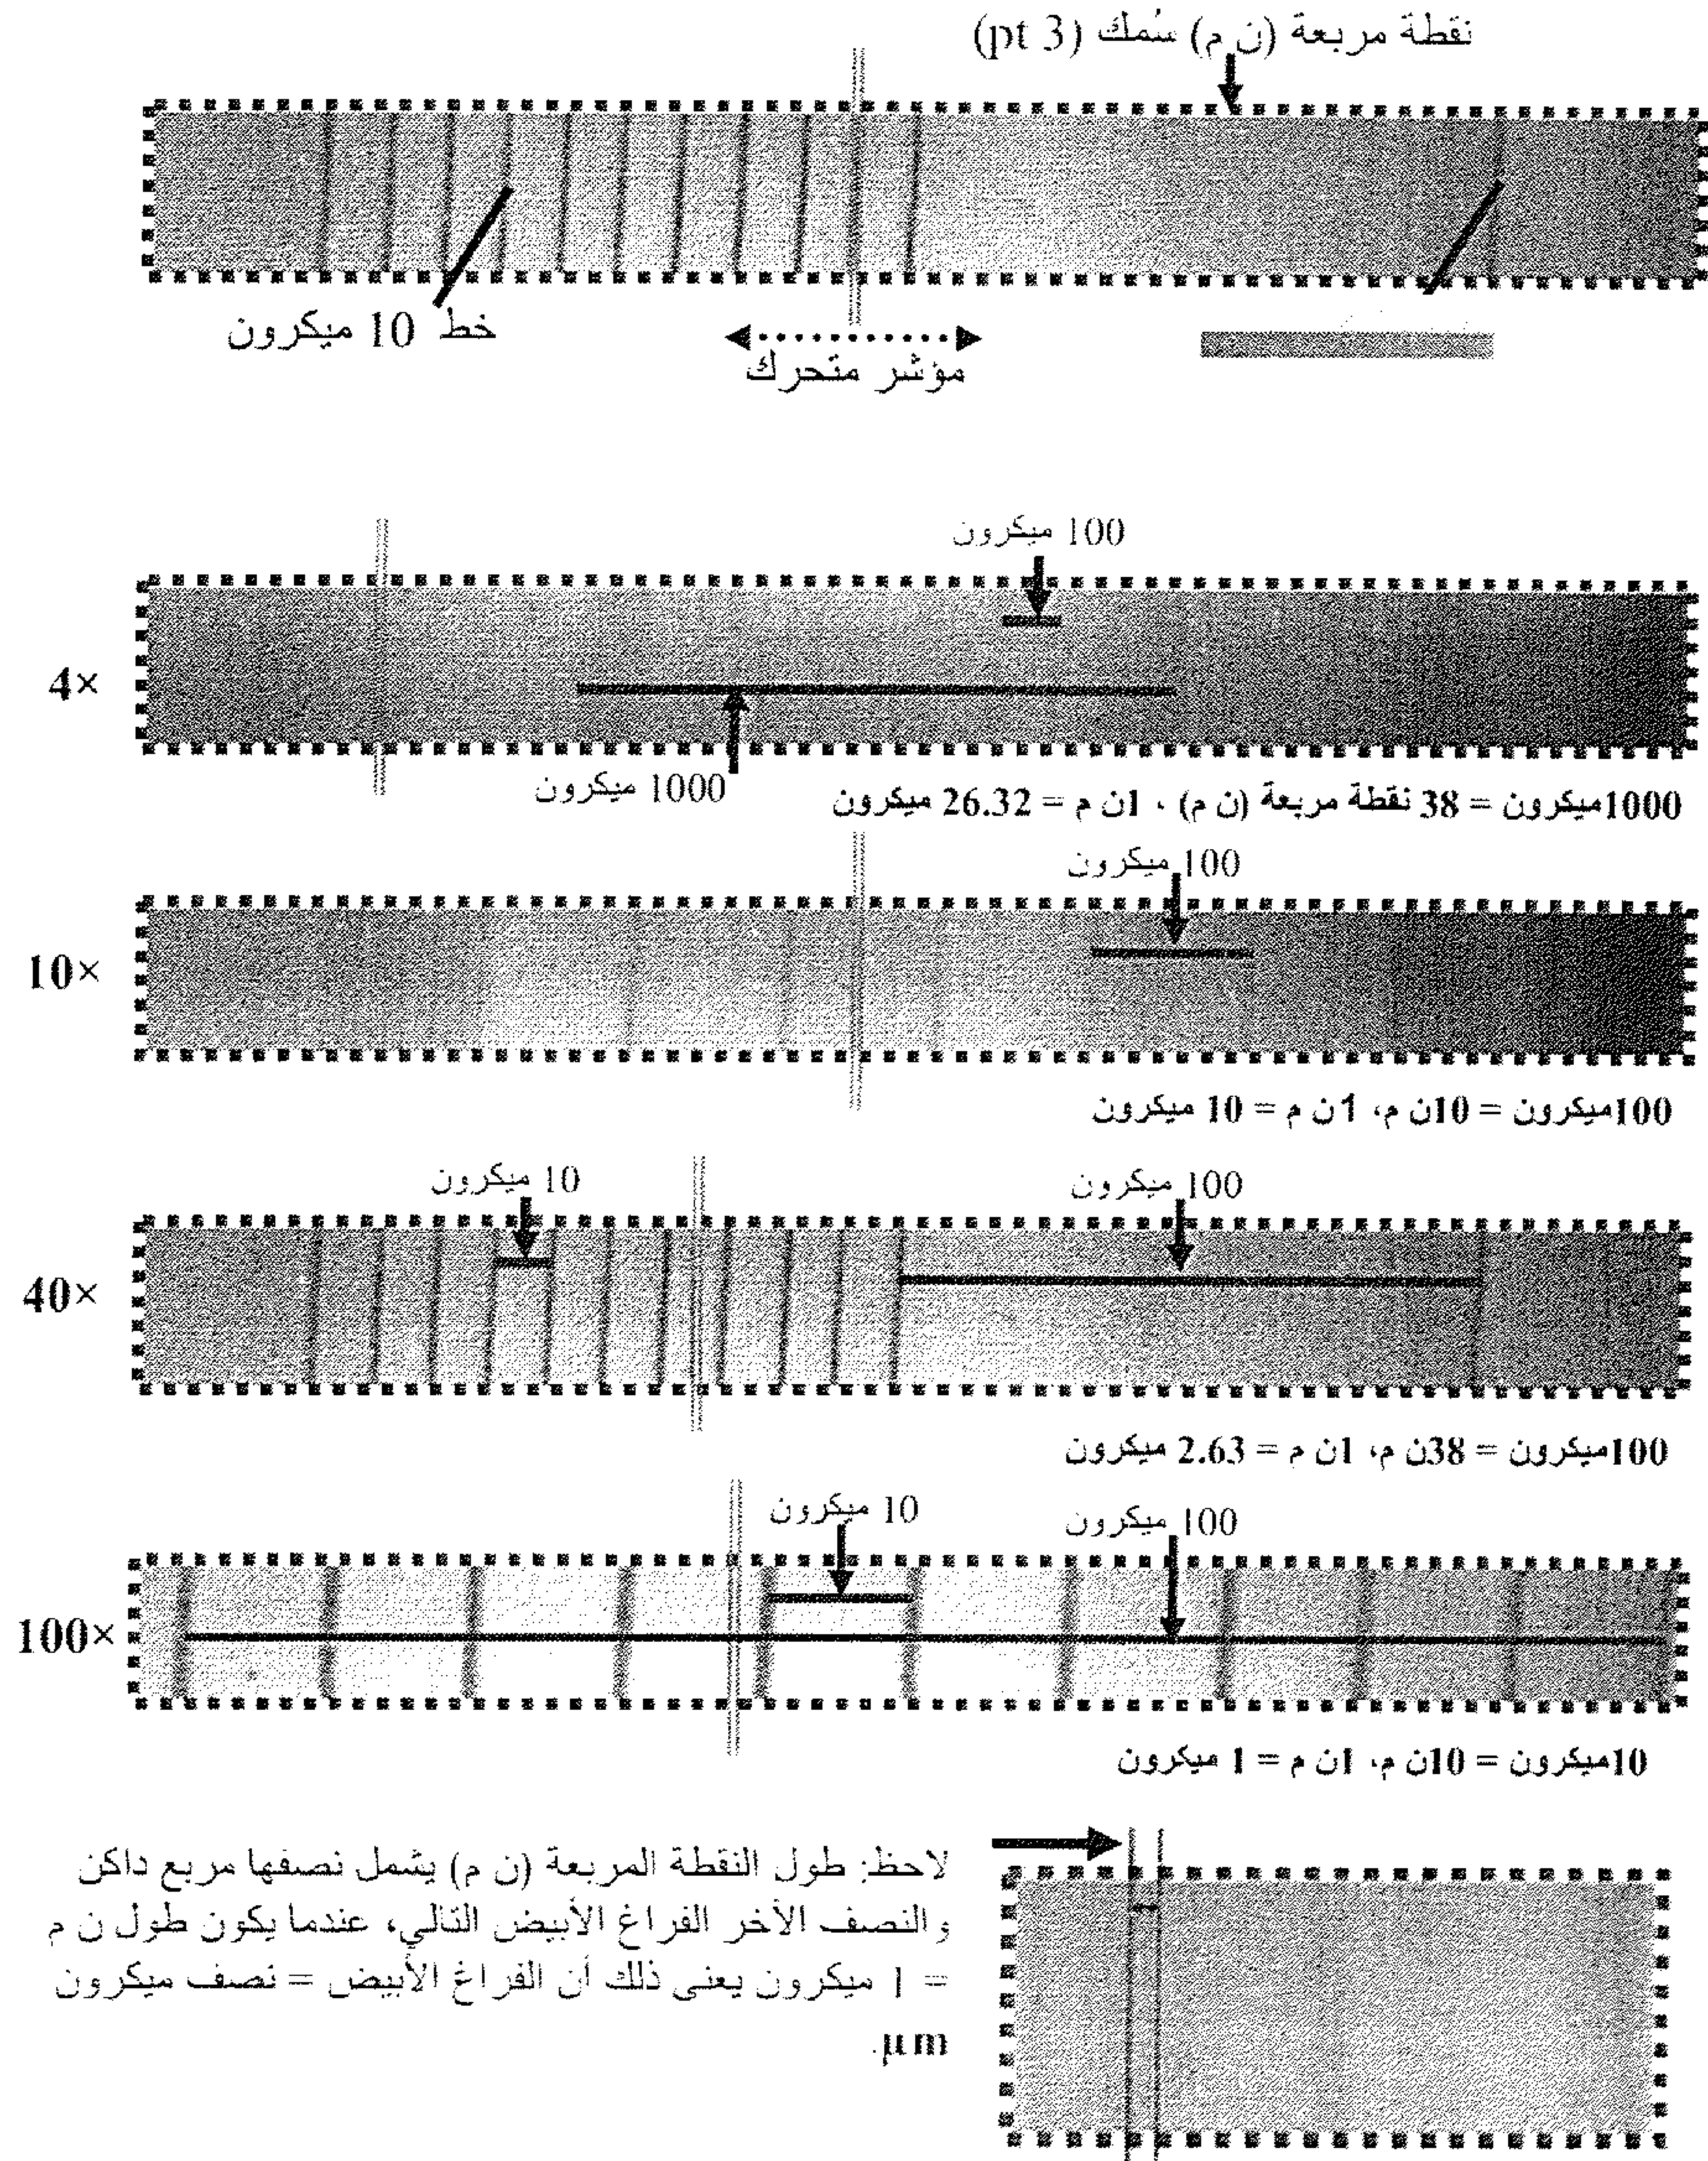 نقطة مربعة (ن م) سُمك (3 pt)
خط 10 ميكرون
مؤشر متحرك
100 ميكرون
4×
1000 ميكرون
1000ميكرون = 38 نقطة مربعة (ن م) ، 1ن م = 26.32 ميكرون
100 ميكرون
10×
100ميكرون = 10ن م، 1ن م = 10 ميكرون
10 ميكرون
100 ميكرون
40×
100ميكرون = 38ن م، 1ن م = 2.63 ميكرون
10 ميكرون
100 ميكرون
100×
10ميكرون = 10ن م، 1ن م = 1 ميكرون
لاحظ: طول النقطة المربعة (ن م) يشمل نصفها مربع داكن
و النصف الآخر الفراغ الأبيض التالي، عندما يكون طول ن م
= 1 ميكرون يعنى ذلك أن الفراغ الأبيض = نصف ميكرون
μm.